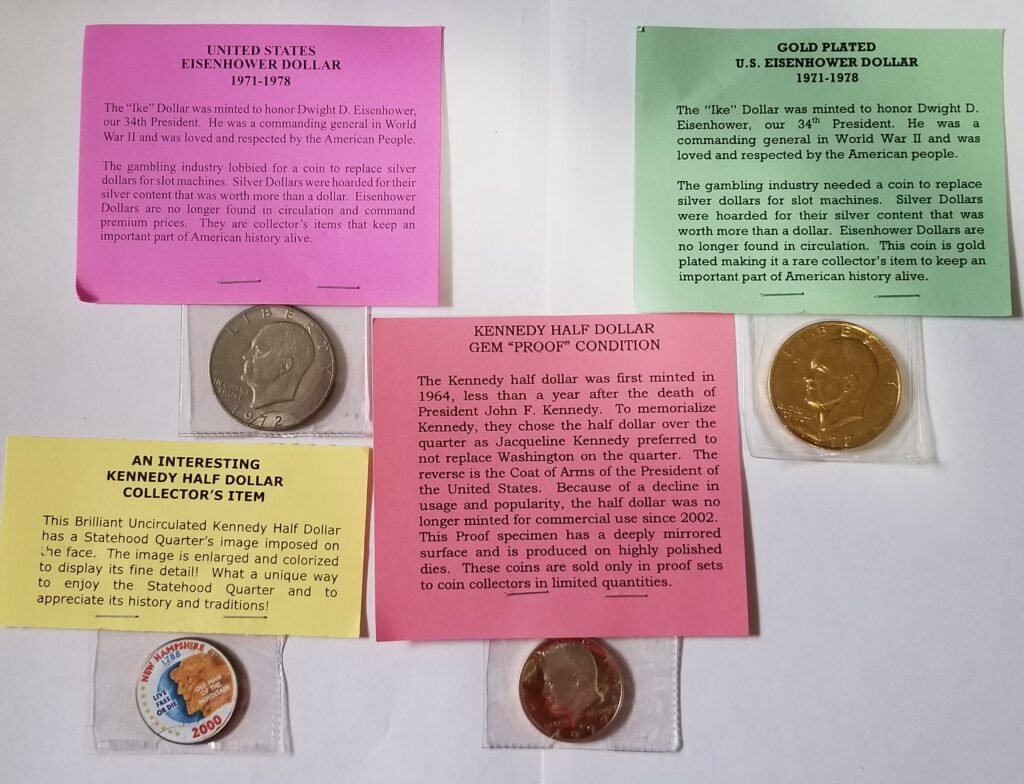 UNITED STATES
EISENHOWER DOLLAR
1971-1978
The “Ike” Dollar was minted to honor Dwight D. Eisenhower,
our 34th President. He was a commanding general in World
War II and was loved and respected by the American People.
The gambling industry lobbied for a coin to replace silver
dollars for slot machines. Silver Dollars were hoarded for their
silver content that was worth more than a dollar. Eisenhower
Dollars are no longer found in circulation and command
premium prices. They are collector’s items that keep an
important part of American history alive.
LIBERTY
IN GOD
WE TRUST
1972
GOLD PLATED
U.S. EISENHOWER DOLLAR
1971-1978
The “Ike” Dollar was minted to honor Dwight D.
Eisenhower, our 34th President. He was a
commanding general in World War II and was
loved and respected by the American people.
The gambling industry needed a coin to replace
silver dollars for slot machines. Silver Dollars
were hoarded for their silver content that was
worth more than a dollar. Eisenhower Dollars are
no longer found in circulation. This coin is gold
plated making it a rare collector’s item to keep an
important part of American history alive.
LIBERTY
1972
KENNEDY HALF DOLLAR
GEM “PROOF” CONDITION
The Kennedy half dollar was first minted in
1964, less than a year after the death of
President John F. Kennedy. To memorialize
Kennedy, they chose the half dollar over the
quarter as Jacqueline Kennedy preferred to
not replace Washington on the quarter. The
reverse is the Coat of Arms of the President of
the United States. Because of a decline in
usage and popularity, the half dollar was no
longer minted for commercial use since 2002.
This Proof specimen has a deeply mirrored
surface and is produced on highly polished
dies. These coins are sold only in proof sets
to coin collectors in limited quantities.
AN INTERESTING
KENNEDY HALF DOLLAR
COLLECTOR’S ITEM
This Brilliant Uncirculated Kennedy Half Dollar
has a Statehood Quarter’s image imposed on
the face. The image is enlarged and colorized
to display its fine detail! What a unique way
to enjoy the Statehood Quarter and to
appreciate its history and traditions!
NEW HAMPSHIRE
1788
OLD MAN
OF THE
MOUNTAIN
LIVE
FREE
OR DIE
2000